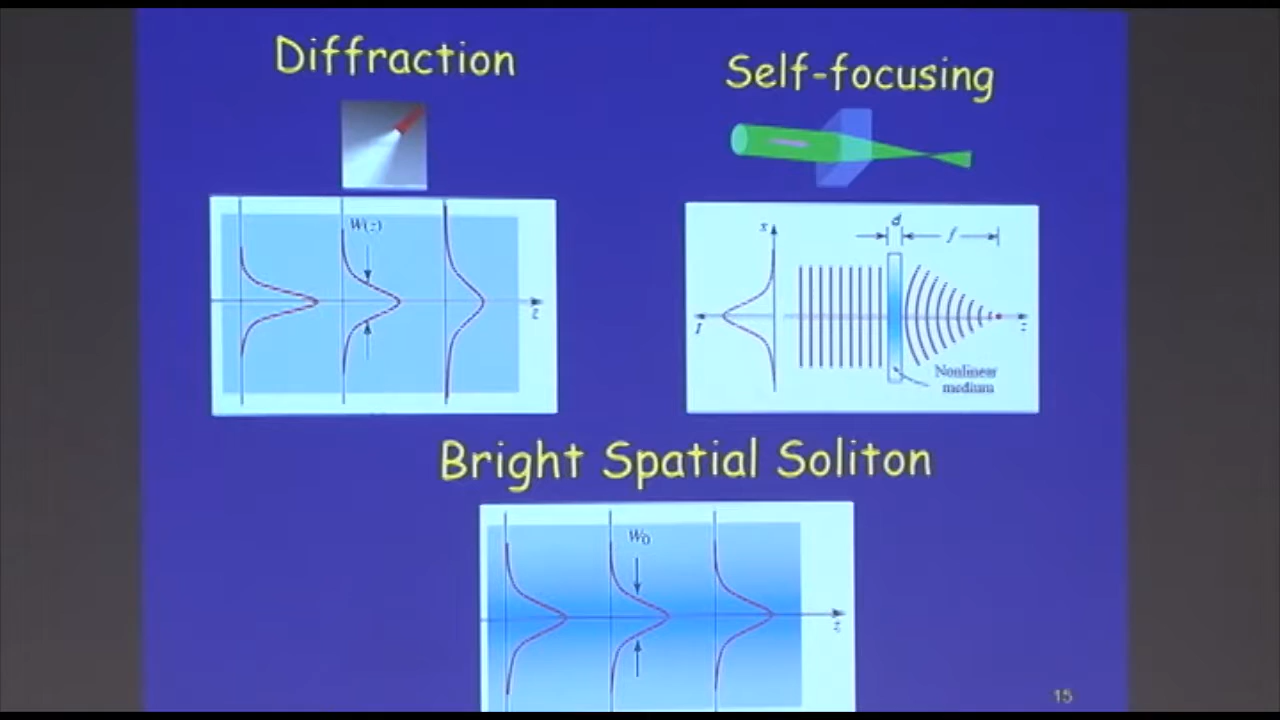 Diffraction
Self-focusing
W(z)
z
x
d
f
I
z
Nonlinear
medium
Bright Spatial Soliton
W0
z
15